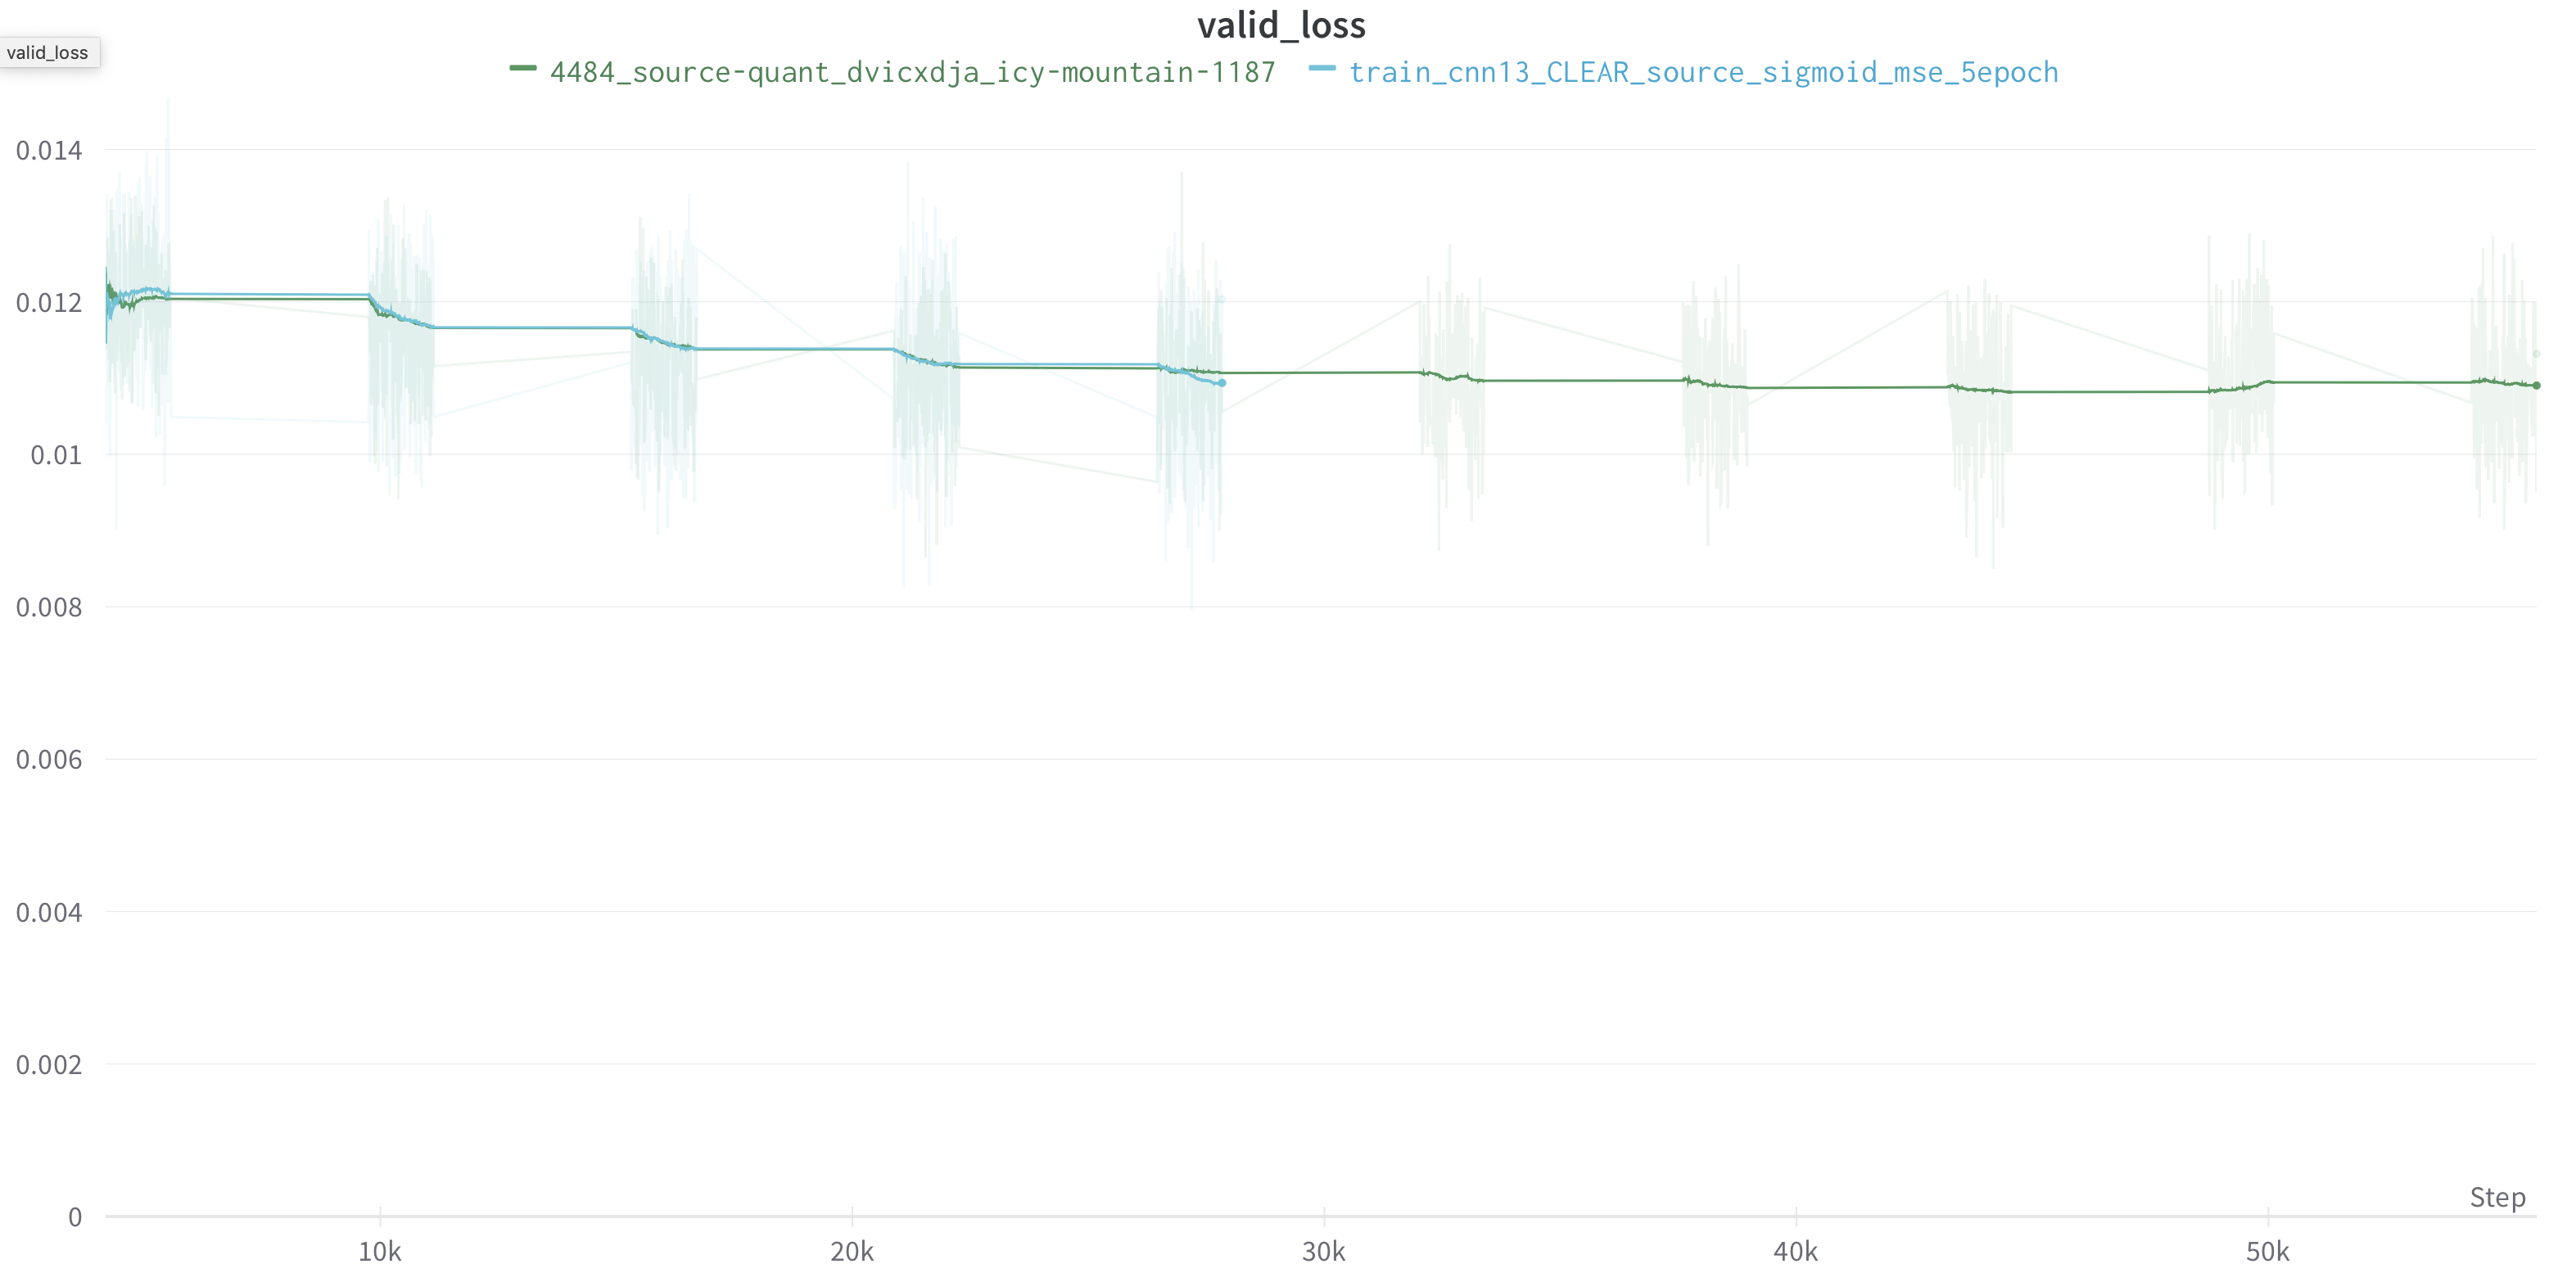 valid_loss
valid_loss
4484_source-quant_dvicxdja_icy-mountain-1187 train_cnn13_CLEAR_source_sigmoid_mse_5epoch
0.014
0.012
0.01
0.008
0.006
0.004
0.002
0
Step
10k 20k 30k 40k 50k